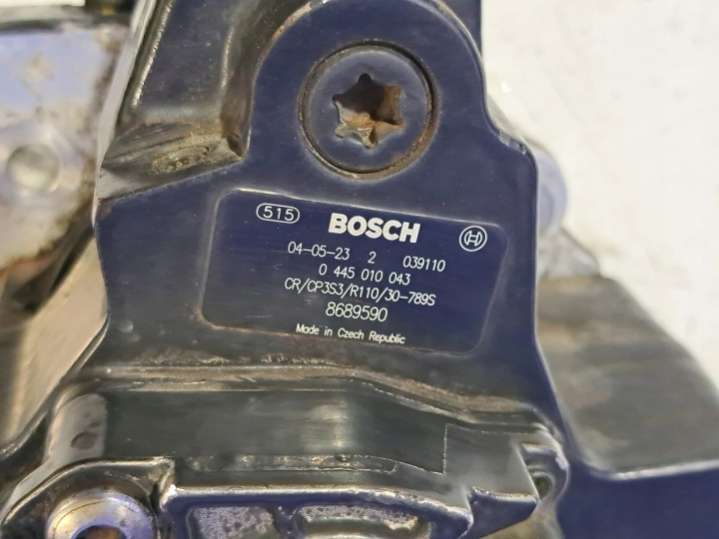 515 BOSCH
04-05-23 2 039110
0 445 010 043
CR/CP3S3/R110/30-789S
8689590
Made in Czech Republic